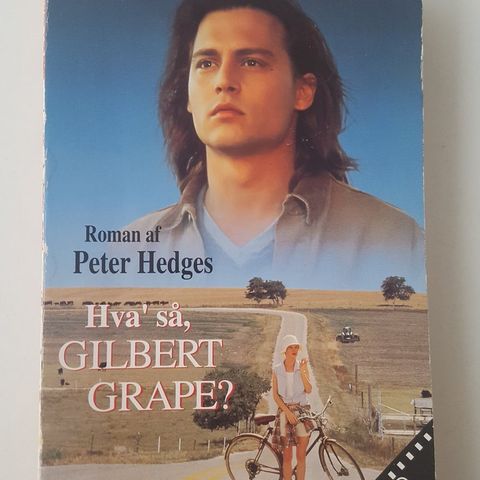 Roman af
Peter Hedges
Hva' så,
GILBERT
GRAPE?